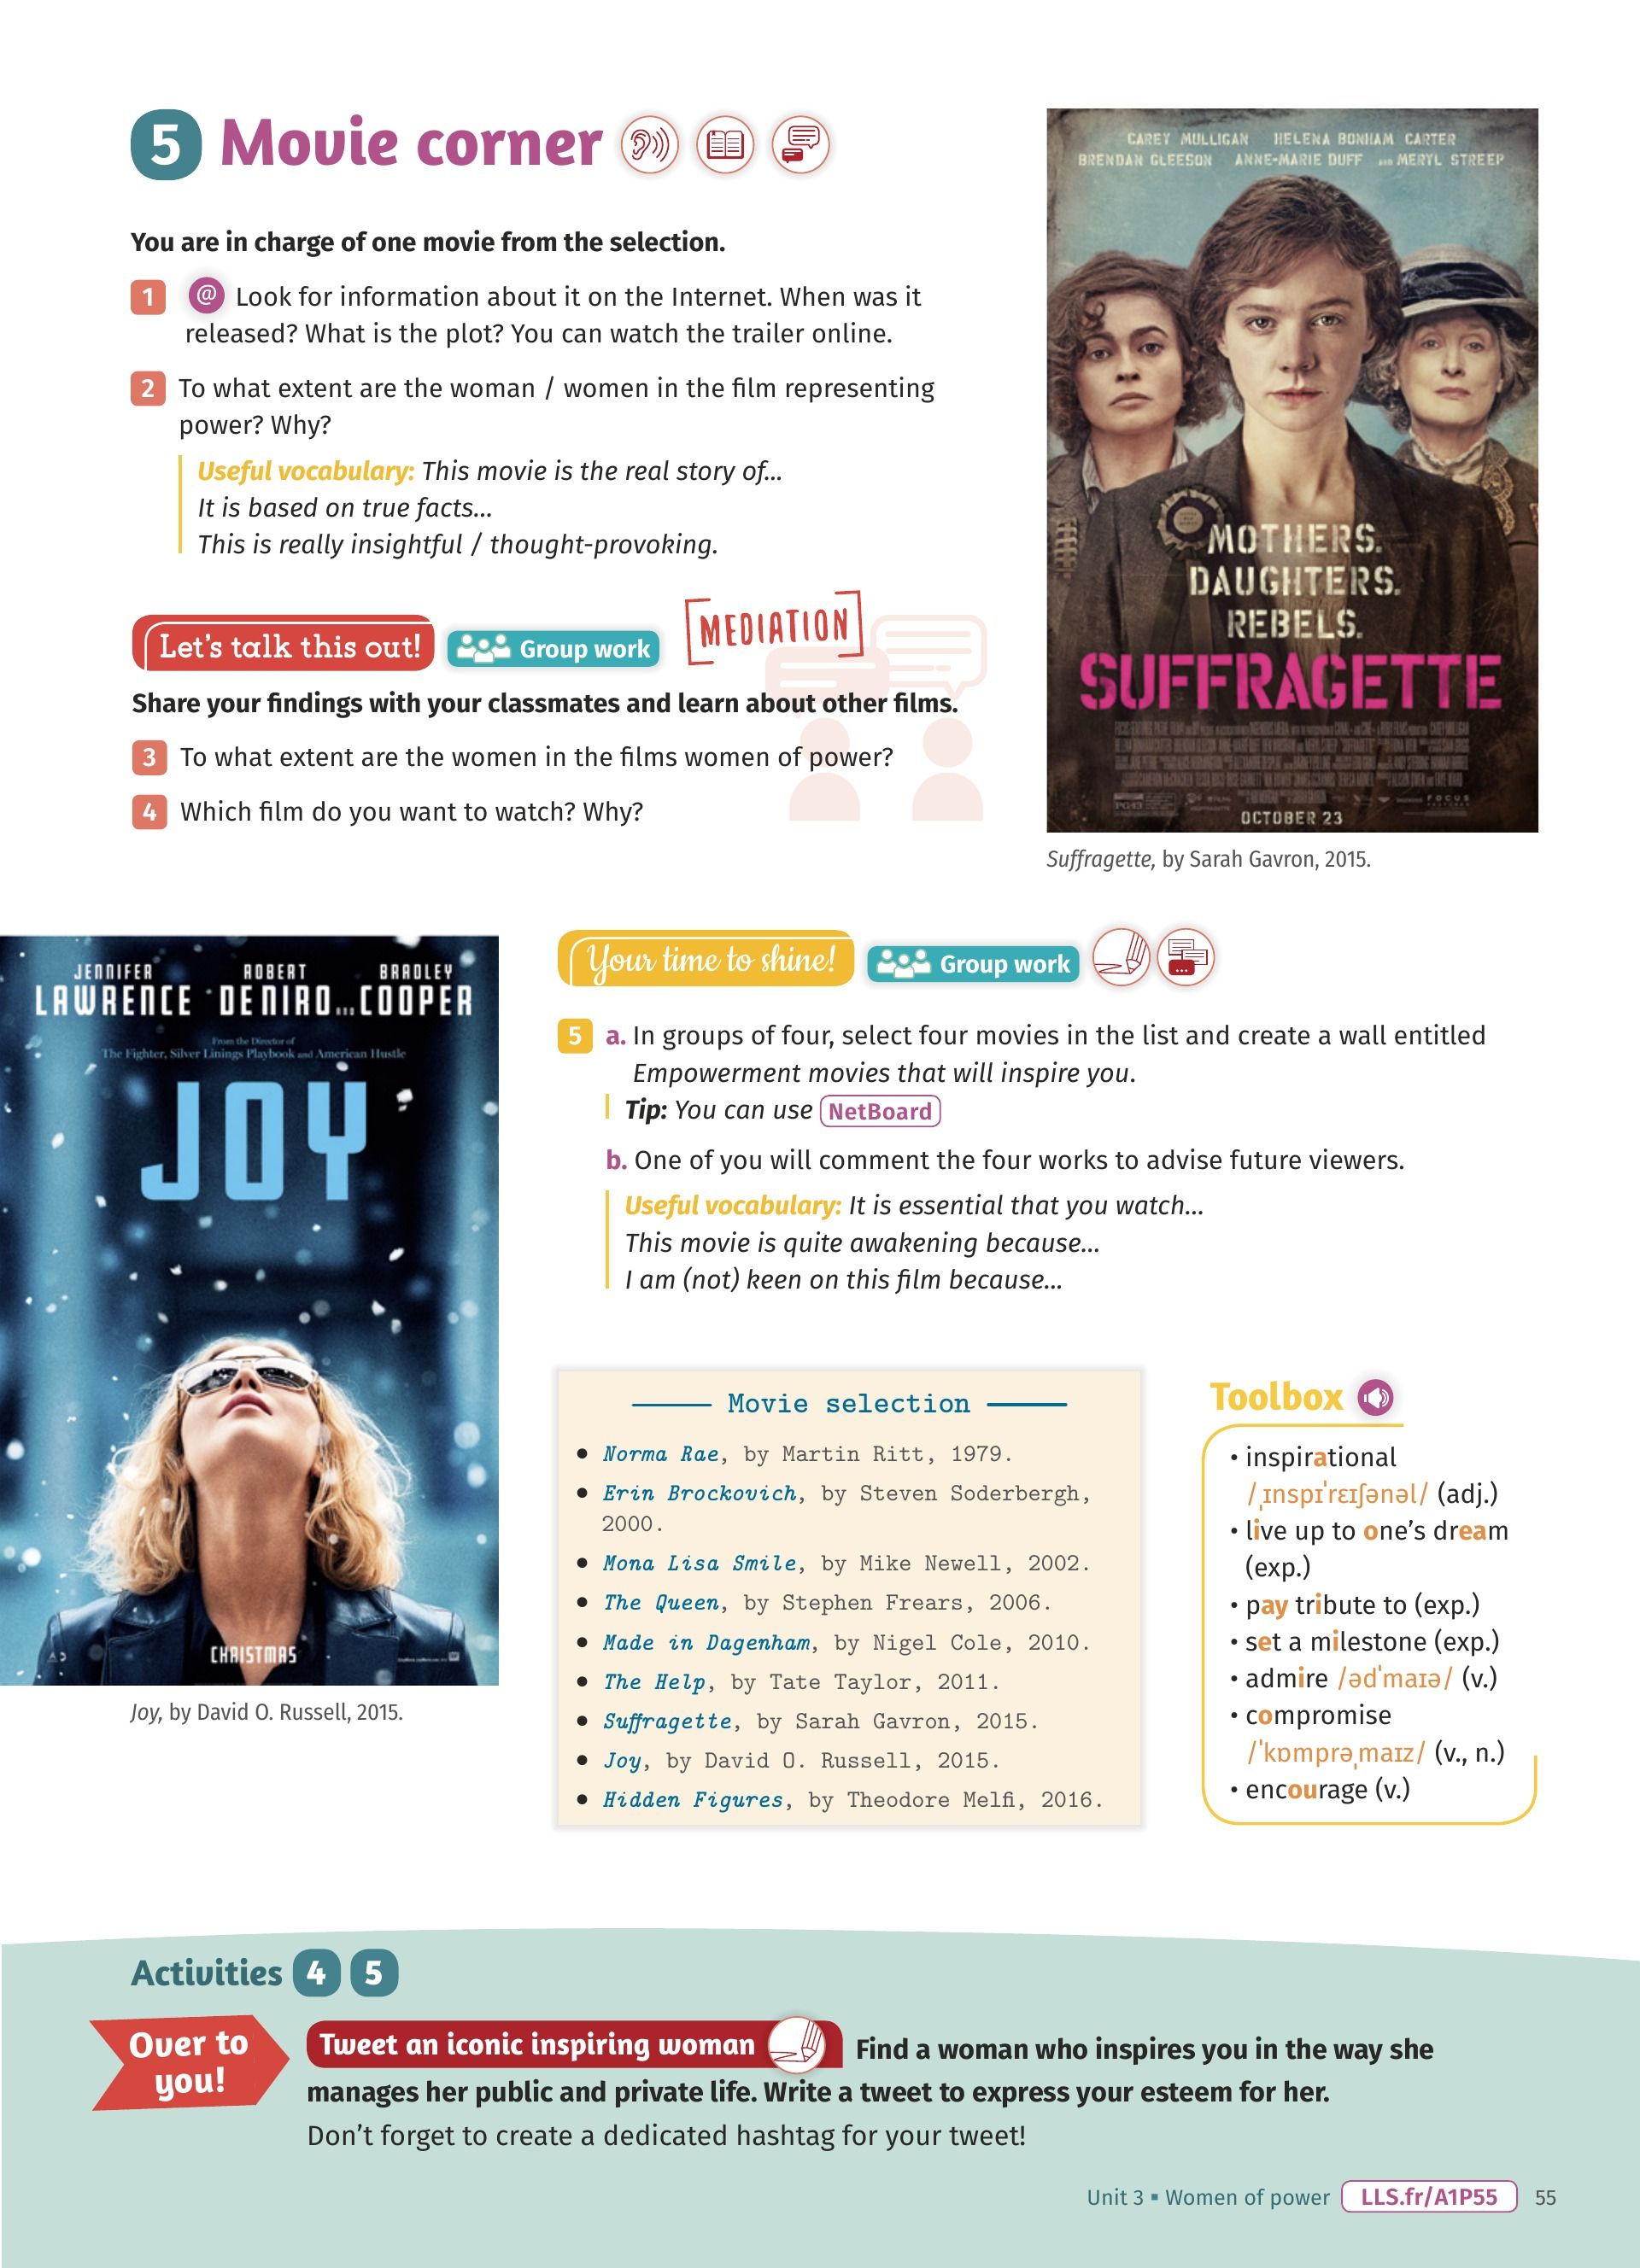 5 Movie corner
You are in charge of one movie from the selection.
1 @ Look for information about it on the Internet. When was it
released? What is the plot? You can watch the trailer online.
2 To what extent are the woman / women in the film representing
power? Why?
Useful vocabulary: This movie is the real story of...
It is based on true facts...
This is really insightful / thought-provoking.
Let's talk this out! Group work MEDIATION
Share your findings with your classmates and learn about other films.
3 To what extent are the women in the films women of power?
4 Which film do you want to watch? Why?
CAREY MULLIGAN HELENA BONHAM CARTER
BRENDAN GLEESON ANNE-MARIE DUFF AND MERYL STREEP
MOTHERS.
DAUGHTERS.
REBELS.
SUFFRAGETTE
PG-13
FOCUS
OCTOBER 23
Suffragette, by Sarah Gavron, 2015.
JENNIFER ROBERT BRADLEY
LAWRENCE DE NIRO AND COOPER
From the Director of
The Fighter, Silver Linings Playbook and American Hustle
JOY
CHRISTMAS
Joy, by David O. Russell, 2015.
Your time to shine! Group work
5 a. In groups of four, select four movies in the list and create a wall entitled
Empowerment movies that will inspire you.
Tip: You can use NetBoard
b. One of you will comment the four works to advise future viewers.
Useful vocabulary: It is essential that you watch...
This movie is quite awakening because...
I am (not) keen on this film because...
Movie selection
• Norma Rae, by Martin Ritt, 1979.
• Erin Brockovich, by Steven Soderbergh,
2000.
• Mona Lisa Smile, by Mike Newell, 2002.
• The Queen, by Stephen Frears, 2006.
• Made in Dagenham, by Nigel Cole, 2010.
• The Help, by Tate Taylor, 2011.
• Suffragette, by Sarah Gavron, 2015.
• Joy, by David O. Russell, 2015.
• Hidden Figures, by Theodore Melfi, 2016.
Toolbox
• inspirational
/ˌɪnspɪˈrɛɪʃənəl/ (adj.)
• live up to one's dream
(exp.)
• pay tribute to (exp.)
• set a milestone (exp.)
• admire /ədˈmaɪə/ (v.)
• compromise
/ˈkɒmprəˌmaɪz/ (v., n.)
• encourage (v.)
Activities 4 5
Over to
you!
Tweet an iconic inspiring woman Find a woman who inspires you in the way she
manages her public and private life. Write a tweet to express your esteem for her.
Don't forget to create a dedicated hashtag for your tweet!
Unit 3 ▪ Women of power LLS.fr/A1P55 55